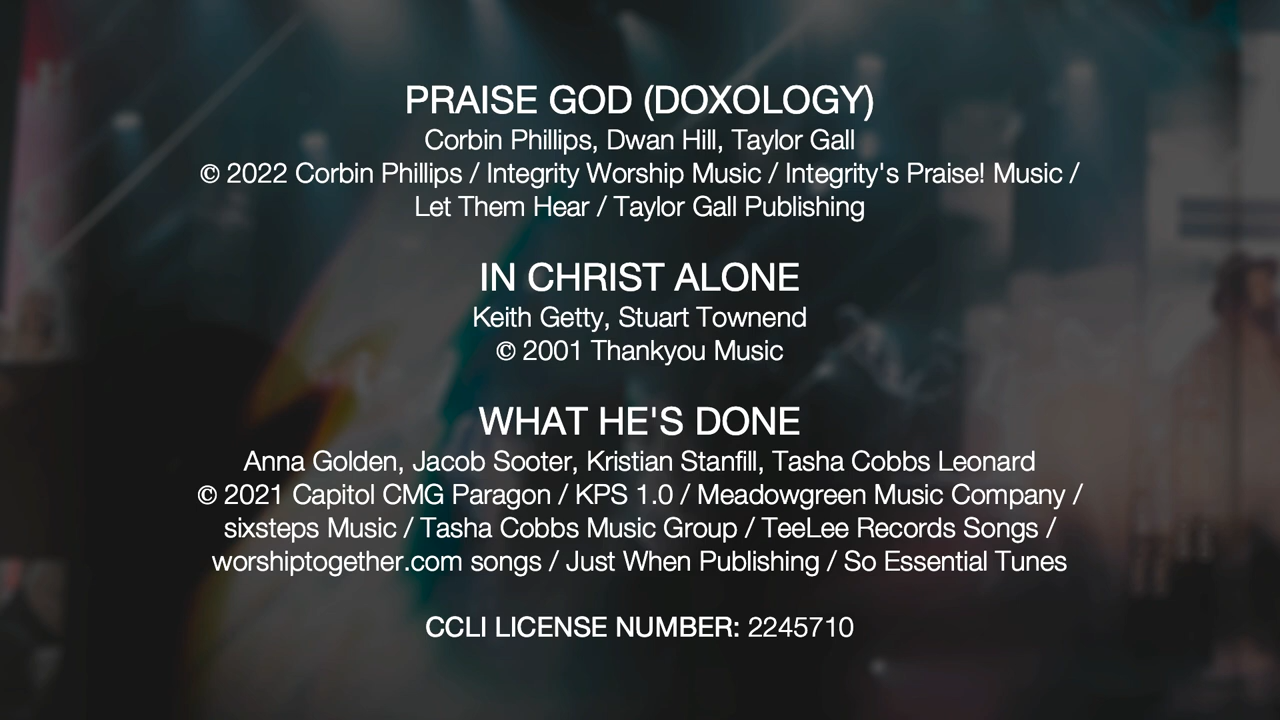 PRAISE GOD (DOXOLOGY)
Corbin Phillips, Dwan Hill, Taylor Gall
© 2022 Corbin Phillips / Integrity Worship Music / Integrity's Praise! Music /
Let Them Hear / Taylor Gall Publishing
IN CHRIST ALONE
Keith Getty, Stuart Townend
© 2001 Thankyou Music
WHAT HE'S DONE
Anna Golden, Jacob Sooter, Kristian Stanfill, Tasha Cobbs Leonard
© 2021 Capitol CMG Paragon / KPS 1.0 / Meadowgreen Music Company /
sixsteps Music / Tasha Cobbs Music Group / TeeLee Records Songs /
worshiptogether.com songs / Just When Publishing / So Essential Tunes
CCLI LICENSE NUMBER: 2245710